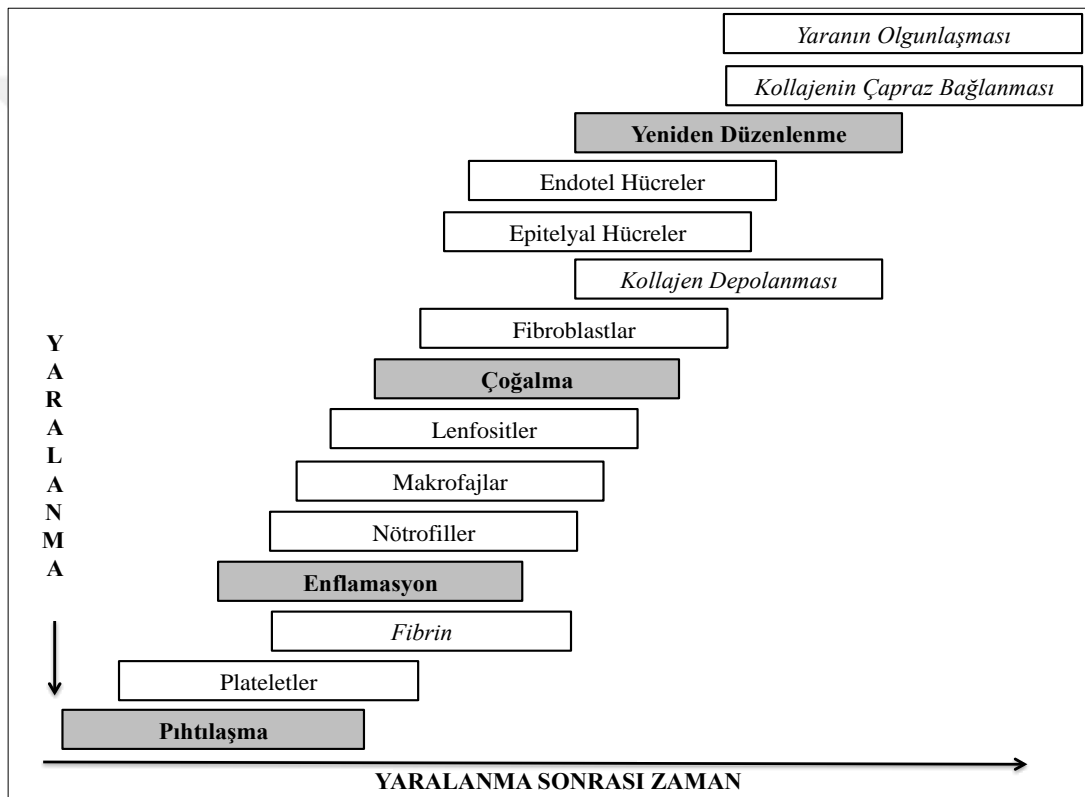 Yaranın Olgunlaşması
Kollajenin Çapraz Bağlanması
Yeniden Düzenlenme
Endotel Hücreler
Epitelyal Hücreler
Kollajen Depolanması
Fibroblastlar
Çoğalma
Lenfositler
Makrofajlar
Nötrofiller
Enflamasyon
Fibrin
Plateletler
Pıhtılaşma
YARALANMA
YARALANMA SONRASI ZAMAN